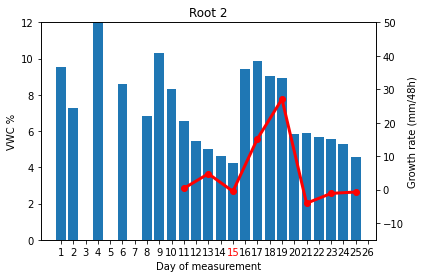 Root 2
12
10
8
6
4
2
0
VWC %
50
40
30
20
10
0
−10
Growth rate (mm/48h)
1 2 3 4 5 6 7 8 9 10 11 12 13 14 15 16 17 18 19 20 21 22 23 24 25 26
Day of measurement